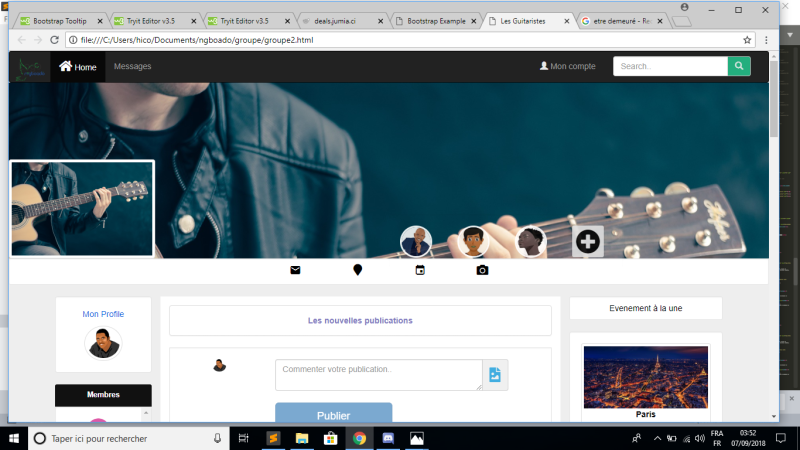 Bootstrap Tooltip
Tryit Editor v3.5
Tryit Editor v3.5
deals.jumia.ci
Bootstrap Example
Les Guitaristes
etre demeuré - Re
file:///C:/Users/hico/Documents/ngboado/groupe/groupe2.html
Home Messages Mon compte Search..
Mon Profile
Les nouvelles publications
Evenement à la une
Commenter votre publication..
Membres
Publier
Paris
Taper ici pour rechercher
FRA
FR
03:52
07/09/2018